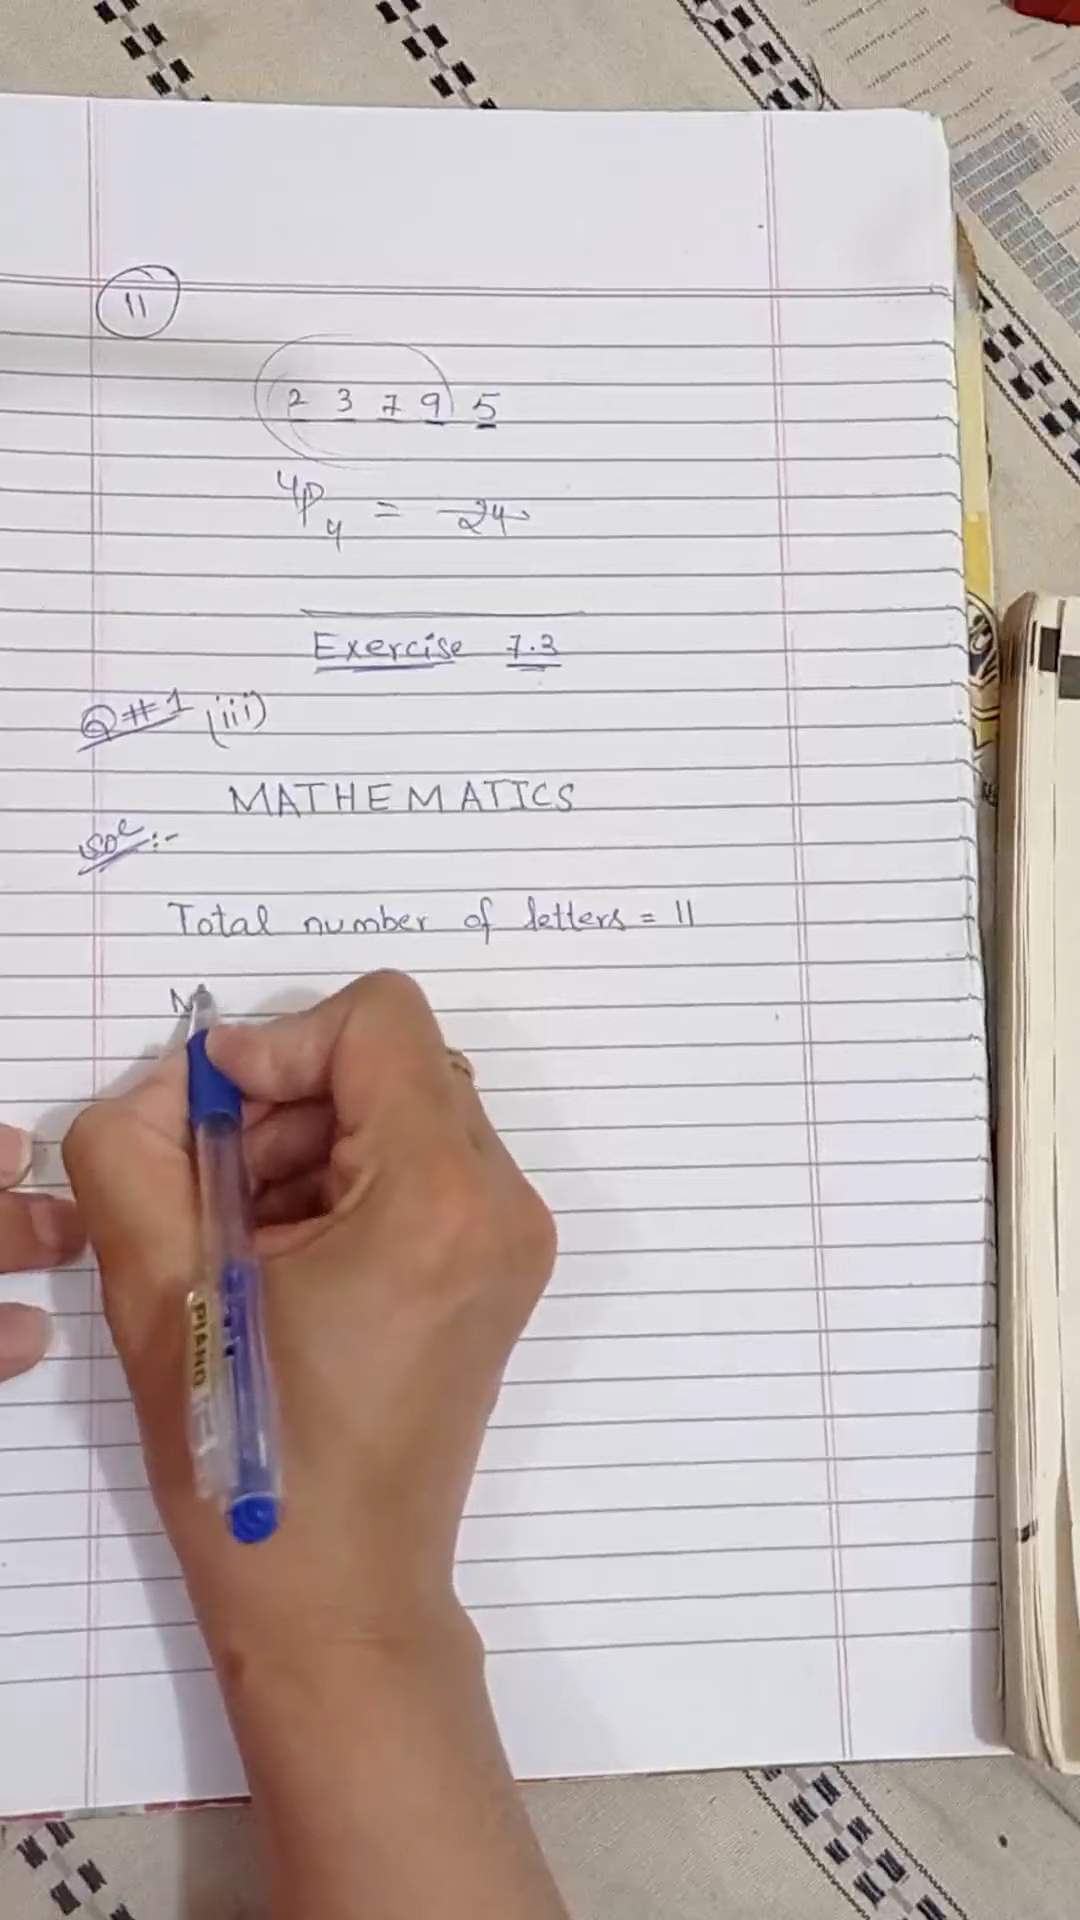 11
2 3 7 9 5
4P4 = 24
Exercise 7.3
Q#1 (iii)
MATHEMATICS
Sol:-
Total number of letters = 11
PIANO